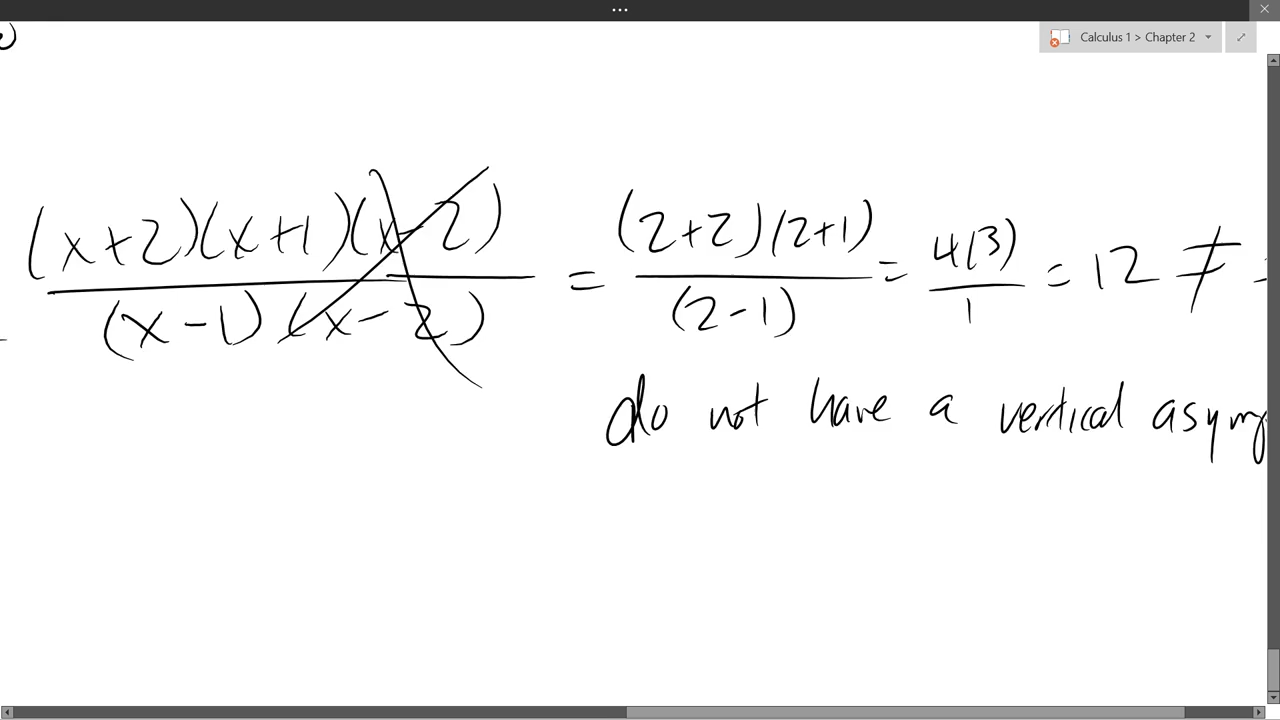 Calculus 1 > Chapter 2
(x+2)(x+1)(x-2) / (x-1)(x-2) = (2+2)(2+1) / (2-1) = 4(3) / 1 = 12 ≠
do not have a vertical asym